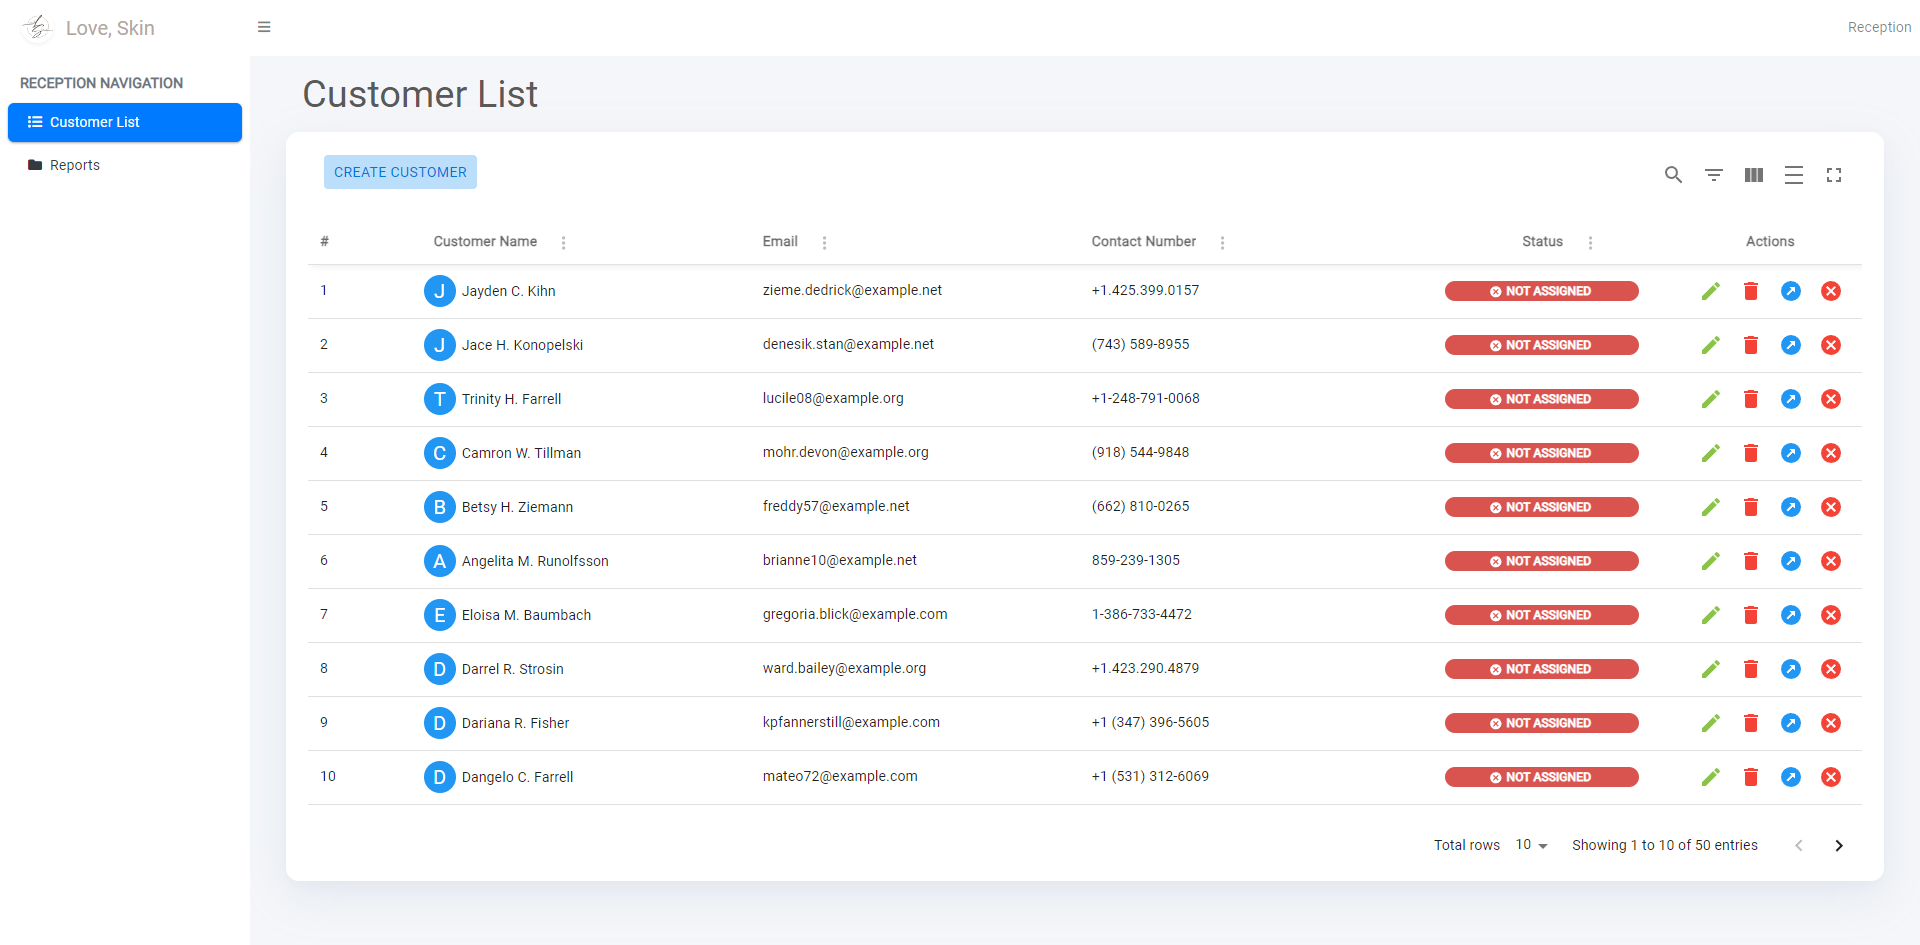 Love, Skin
Reception
RECEPTION NAVIGATION
Customer List
Reports
Customer List
CREATE CUSTOMER
# Customer Name Email Contact Number Status Actions
1 J Jayden C. Kihn zieme.dedrick@example.net +1.425.399.0157 NOT ASSIGNED
2 J Jace H. Konopelski denesik.stan@example.net (743) 589-8955 NOT ASSIGNED
3 T Trinity H. Farrell lucile08@example.org +1-248-791-0068 NOT ASSIGNED
4 C Camron W. Tillman mohr.devon@example.org (918) 544-9848 NOT ASSIGNED
5 B Betsy H. Ziemann freddy57@example.net (662) 810-0265 NOT ASSIGNED
6 A Angelita M. Runolfsson brianne10@example.net 859-239-1305 NOT ASSIGNED
7 E Eloisa M. Baumbach gregoria.blick@example.com 1-386-733-4472 NOT ASSIGNED
8 D Darrel R. Strosin ward.bailey@example.org +1.423.290.4879 NOT ASSIGNED
9 D Dariana R. Fisher kpfannerstill@example.com +1 (347) 396-5605 NOT ASSIGNED
10 D Dangelo C. Farrell mateo72@example.com +1 (531) 312-6069 NOT ASSIGNED
Total rows 10 Showing 1 to 10 of 50 entries